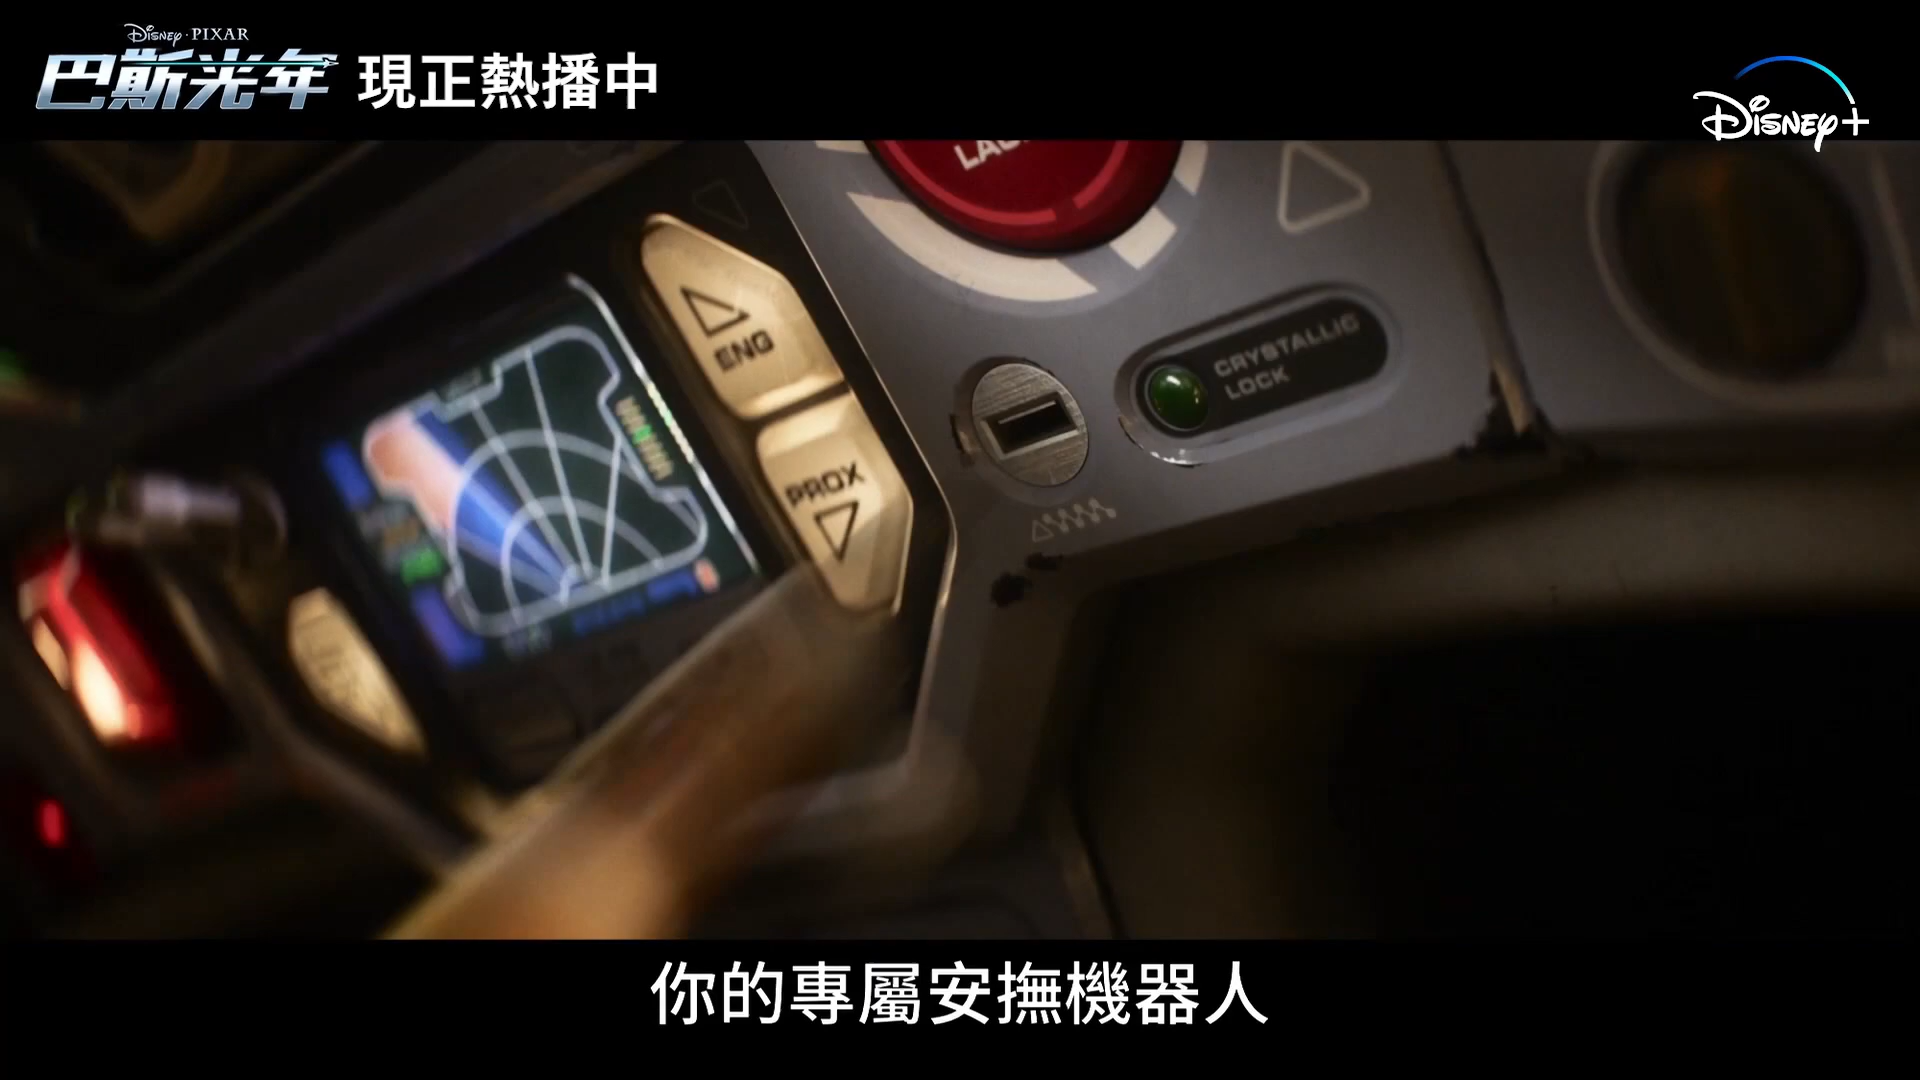 Disney·PIXAR
巴斯光年 現正熱播中
Disney+
ENG
PROX
CRYSTALLIC
LOCK
你的專屬安撫機器人